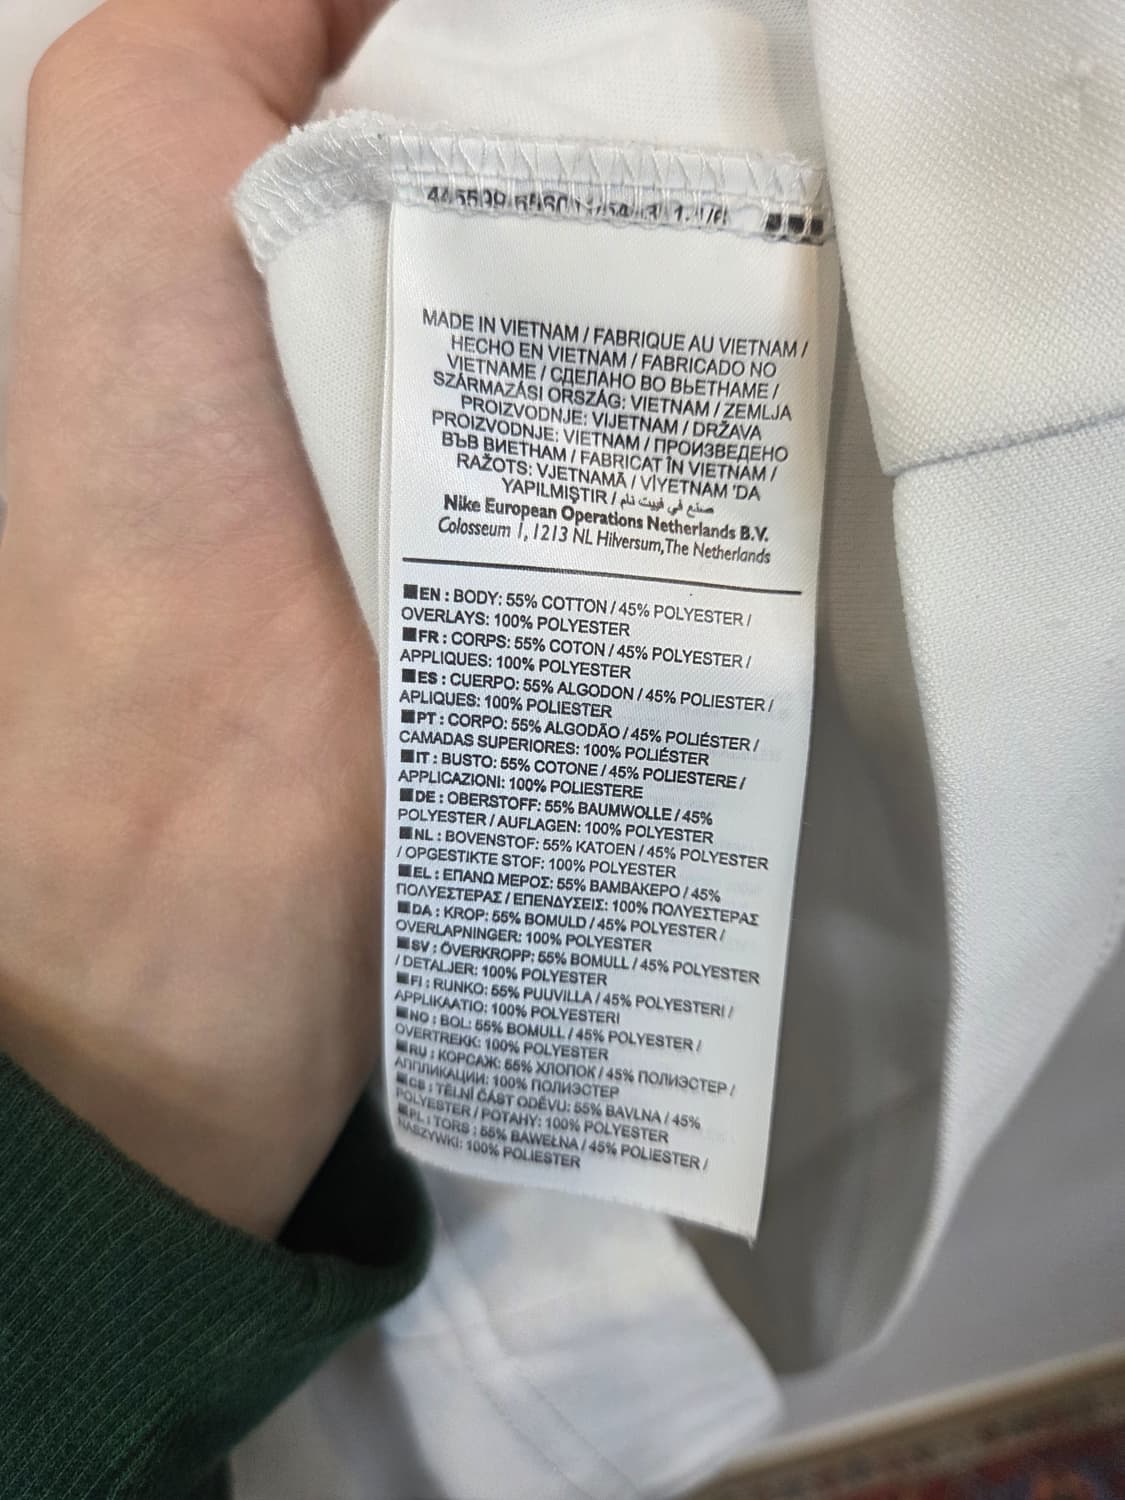 MADE IN VIETNAM / FABRIQUE AU VIETNAM /
HECHO EN VIETNAM / FABRICADO NO
VIETNAME / СДЕЛАНО ВО ВЬЕТНАМЕ /
SZÁRMAZÁSI ORSZÁG: VIETNAM / ZEMLJA
PROIZVODNJE: VIJETNAM / DRŽAVA
PROIZVODNJE: VIETNAM / ПРОИЗВЕДЕНО
ВЪВ ВИЕТНАМ / FABRICAT ÎN VIETNAM /
RAŽOTS: VJETNAMĀ / VİYETNAM 'DA
YAPILMIŞTIR / صنع في فييت نام
Nike European Operations Netherlands B.V.
Colosseum 1, 1213 NL Hilversum, The Netherlands
■EN : BODY: 55% COTTON / 45% POLYESTER /
OVERLAYS: 100% POLYESTER
■FR : CORPS: 55% COTON / 45% POLYESTER /
APPLIQUES: 100% POLYESTER
■ES : CUERPO: 55% ALGODON / 45% POLIESTER /
APLIQUES: 100% POLIESTER
■PT : CORPO: 55% ALGODÃO / 45% POLIÉSTER /
CAMADAS SUPERIORES: 100% POLIÉSTER
■IT : BUSTO: 55% COTONE / 45% POLIESTERE /
APPLICAZIONI: 100% POLIESTERE
■DE : OBERSTOFF: 55% BAUMWOLLE / 45%
POLYESTER / AUFLAGEN: 100% POLYESTER
■NL : BOVENSTOF: 55% KATOEN / 45% POLYESTER
/ OPGESTIKTE STOF: 100% POLYESTER
■EL : ΕΠΑΝΩ ΜΕΡΟΣ: 55% ΒΑΜΒΑΚΕΡΟ / 45%
ΠΟΛΥΕΣΤΕΡΑΣ / ΕΠΕΝΔΥΣΕΙΣ: 100% ΠΟΛΥΕΣΤΕΡΑΣ
■DA : KROP: 55% BOMULD / 45% POLYESTER /
OVERLAPNINGER: 100% POLYESTER
■SV : ÖVERKROPP: 55% BOMULL / 45% POLYESTER
/ DETALJER: 100% POLYESTER
■FI : RUNKO: 55% PUUVILLA / 45% POLYESTERI /
APPLIKAATIO: 100% POLYESTERI
■NO : BOL: 55% BOMULL / 45% POLYESTER /
OVERTREKK: 100% POLYESTER
■RU : КОРСАЖ: 55% ХЛОПОК / 45% ПОЛИЭСТЕР /
АППЛИКАЦИИ: 100% ПОЛИЭСТЕР
■CS : TĚLNÍ ČÁST ODĚVU: 55% BAVLNA / 45%
POLYESTER / POTAHY: 100% POLYESTER
■PL : TORS : 55% BAWEŁNA / 45% POLIESTER /
NASZYWKI: 100% POLIESTER